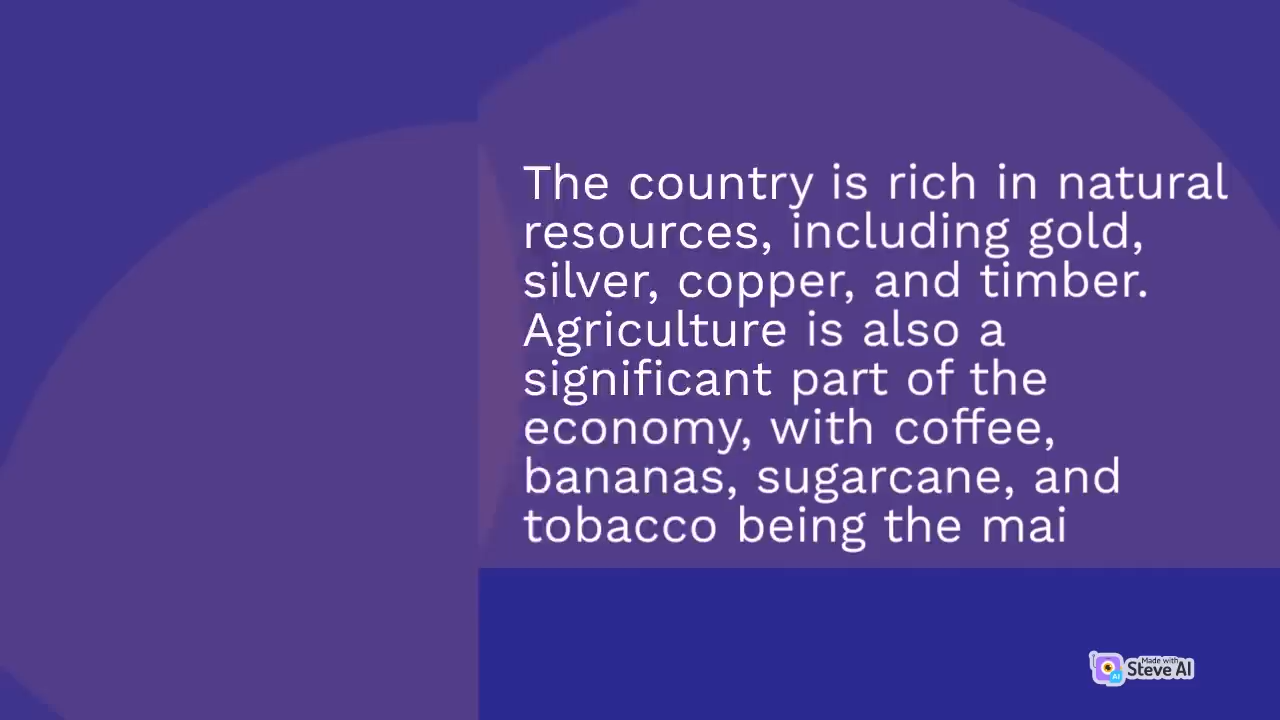 The country is rich in natural
resources, including gold,
silver, copper, and timber.
Agriculture is also a
significant part of the
economy, with coffee,
bananas, sugarcane, and
tobacco being the mai
Made with
Steve AI
AI